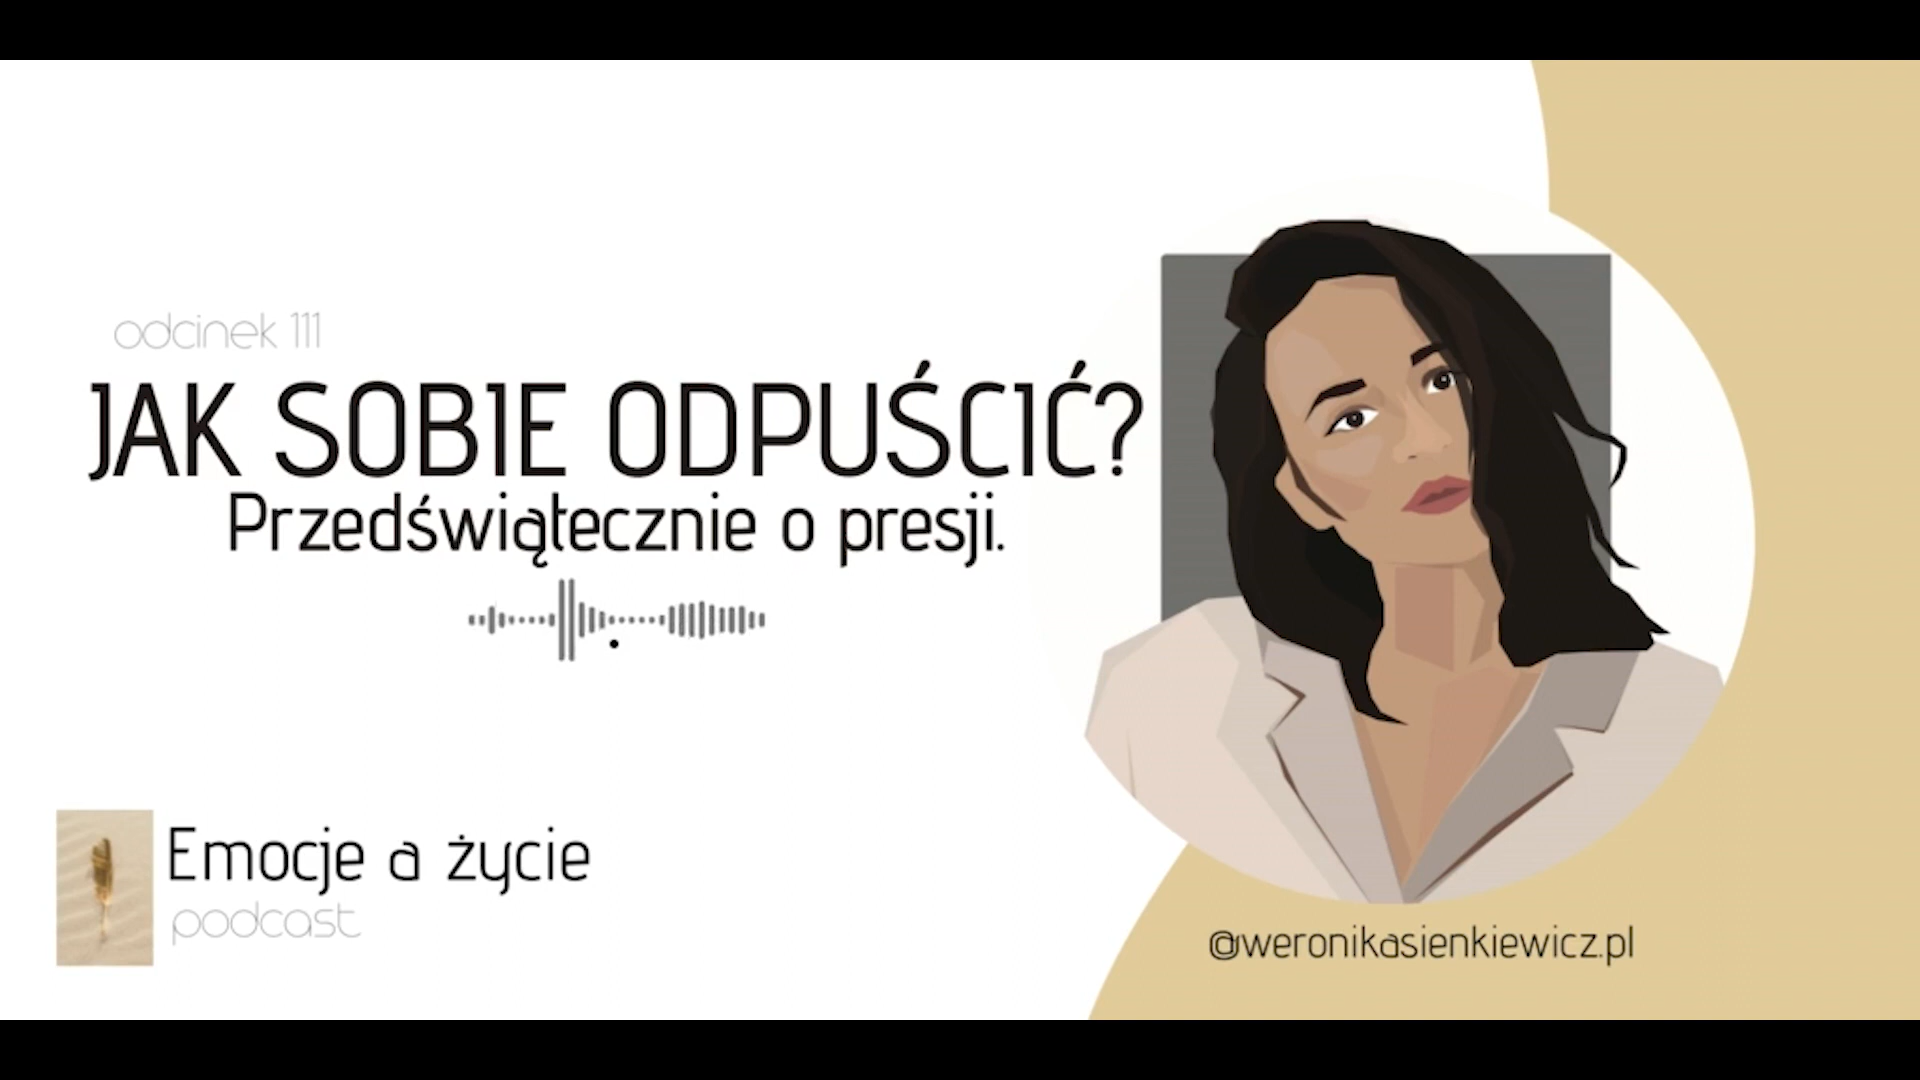 odcinek 111
JAK SOBIE ODPUŚCIĆ?
Przedświątecznie o presji.
Emocje a życie
podcast
@weronikasienkiewicz.pl